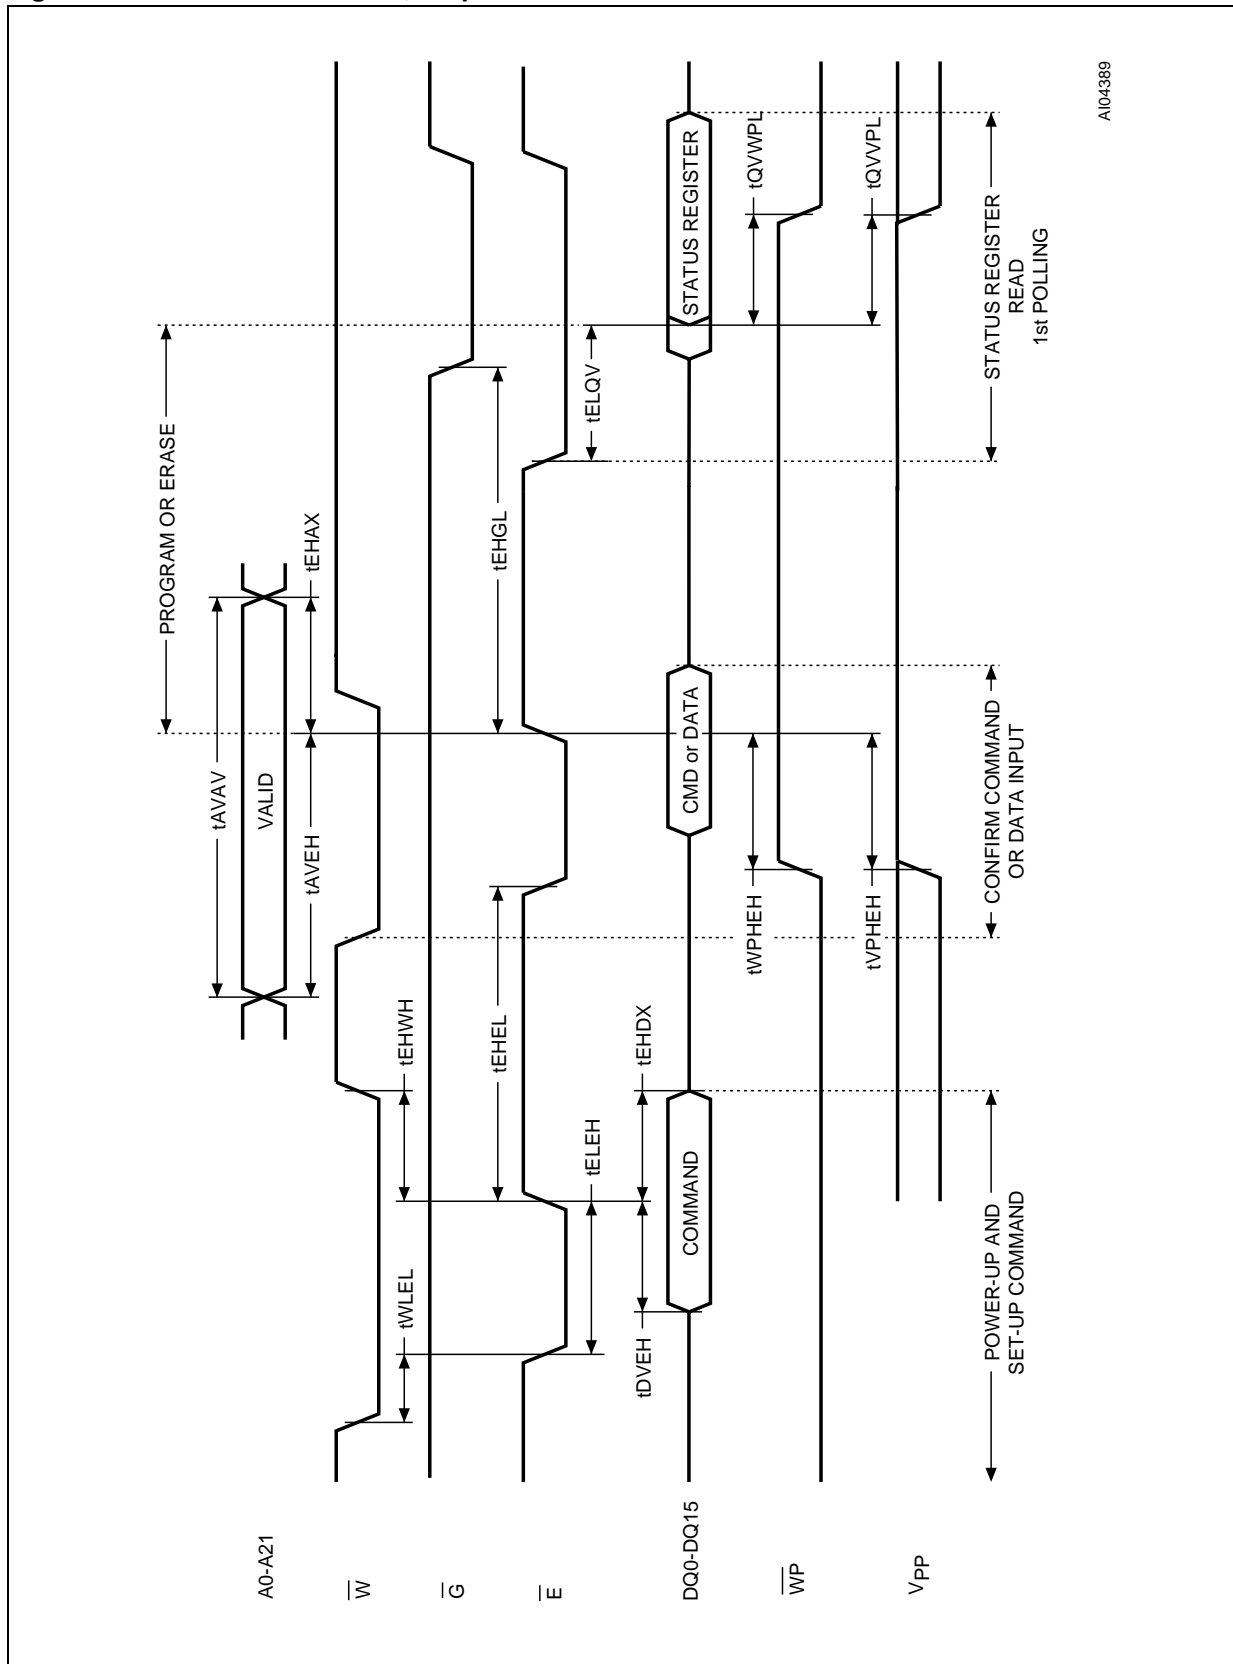 A0-A21
tAVAV
VALID
PROGRAM OR ERASE
tAVEH
tEHAX
W
tWLEL
tEHWH
G
tEHEL
tEHGL
E
tELEH
tELQV
tDVEH
tEHDX
DQ0-DQ15
COMMAND
CMD or DATA
STATUS REGISTER
tWPHEH
tQVWPL
WP
tVPHEH
tQVVPL
VPP
POWER-UP AND
SET-UP COMMAND
CONFIRM COMMAND
OR DATA INPUT
STATUS REGISTER
READ
1st POLLING
AI04389